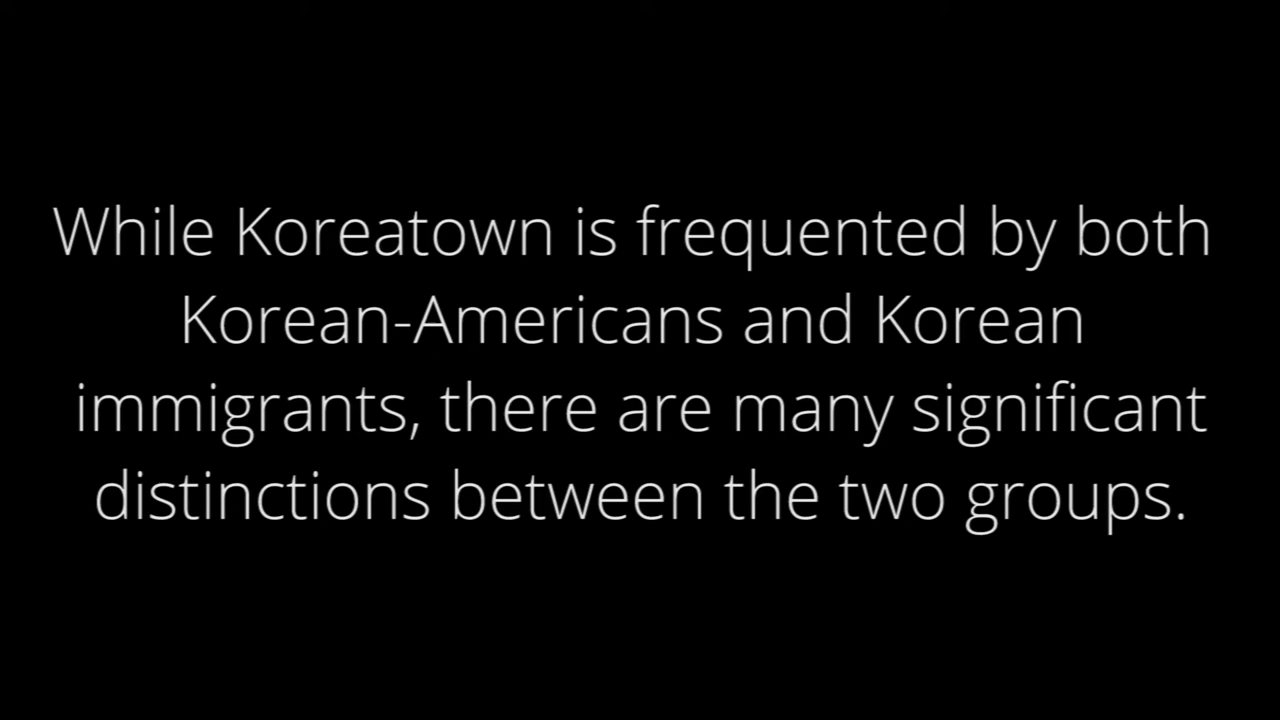 While Koreatown is frequented by both
Korean-Americans and Korean
immigrants, there are many significant
distinctions between the two groups.